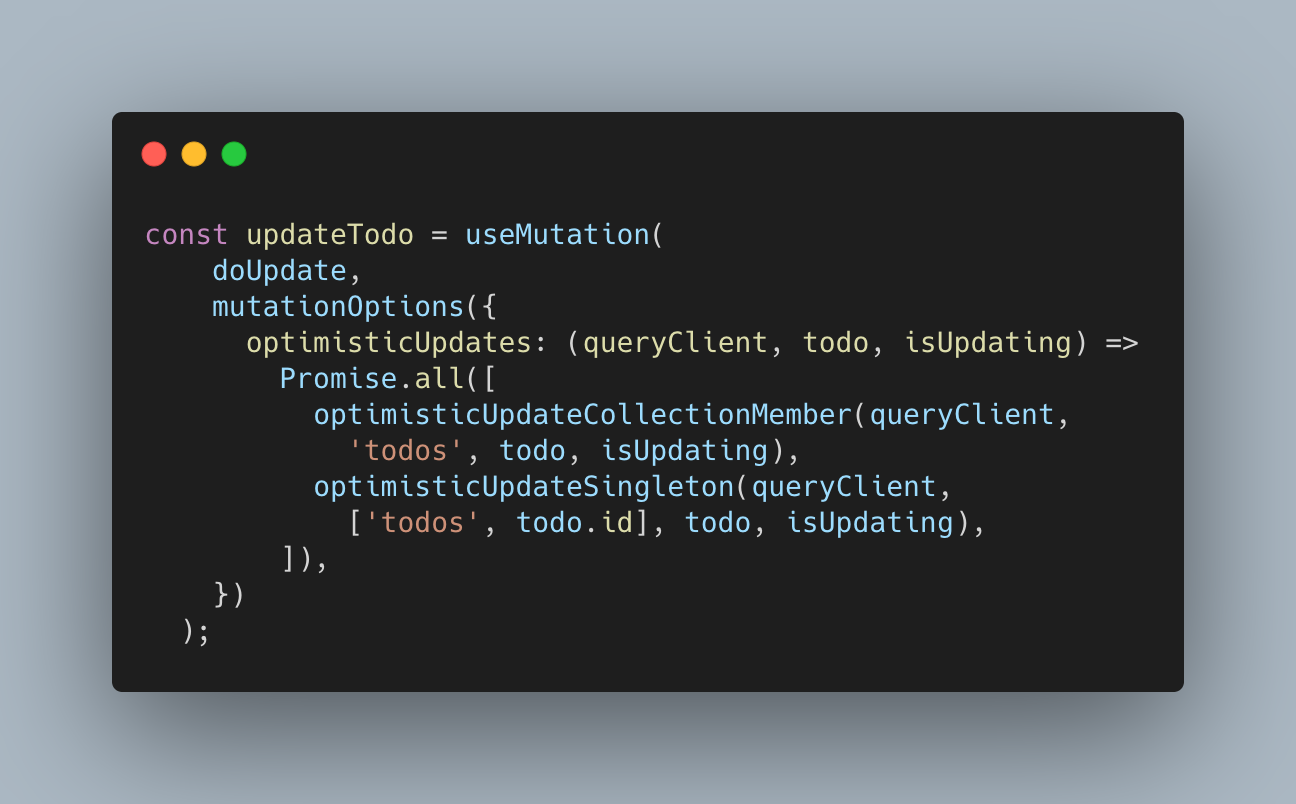 const updateTodo = useMutation(
    doUpdate,
    mutationOptions({
      optimisticUpdates: (queryClient, todo, isUpdating) =>
        Promise.all([
          optimisticUpdateCollectionMember(queryClient,
            'todos', todo, isUpdating),
          optimisticUpdateSingleton(queryClient,
            ['todos', todo.id], todo, isUpdating),
        ]),
    })
  );